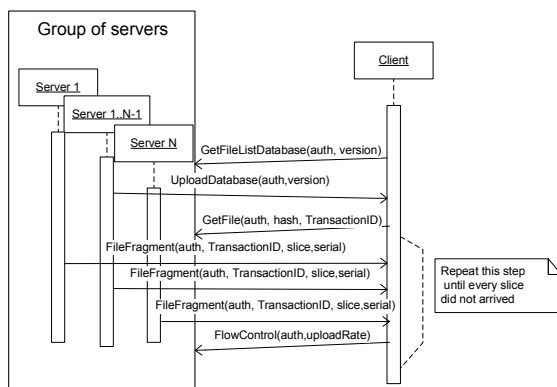 Group of servers
Client
Server 1
Server 1..N-1
Server N
GetFileListDatabase(auth, version)
UploadDatabase(auth,version)
GetFile(auth, hash, TransactionID)
FileFragment(auth, TransactionID, slice,serial)
FileFragment(auth, TransactionID, slice,serial)
FileFragment(auth, TransactionID, slice,serial)
FlowControl(auth,uploadRate)
Repeat this step
until every slice
did not arrived